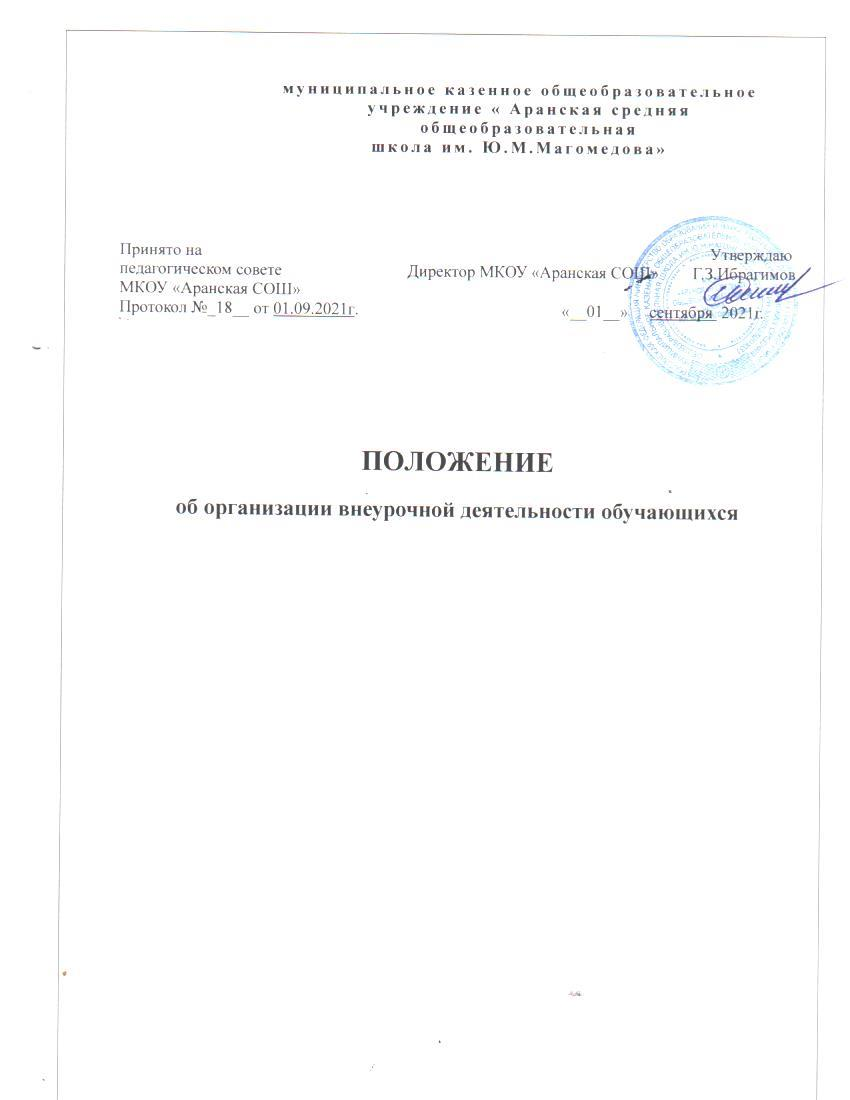 муниципальное казенное общеобразовательное
учреждение « Аранская средняя
общеобразовательная
школа им. Ю.М.Магомедова»
Принято на
педагогическом совете
МКОУ «Аранская СОШ»
Протокол №_18__ от 01.09.2021г.
Утверждаю
Директор МКОУ «Аранская СОШ» Г.З.Ибрагимов
«__01__» сентября 2021г.
ПОЛОЖЕНИЕ
об организации внеурочной деятельности обучающихся